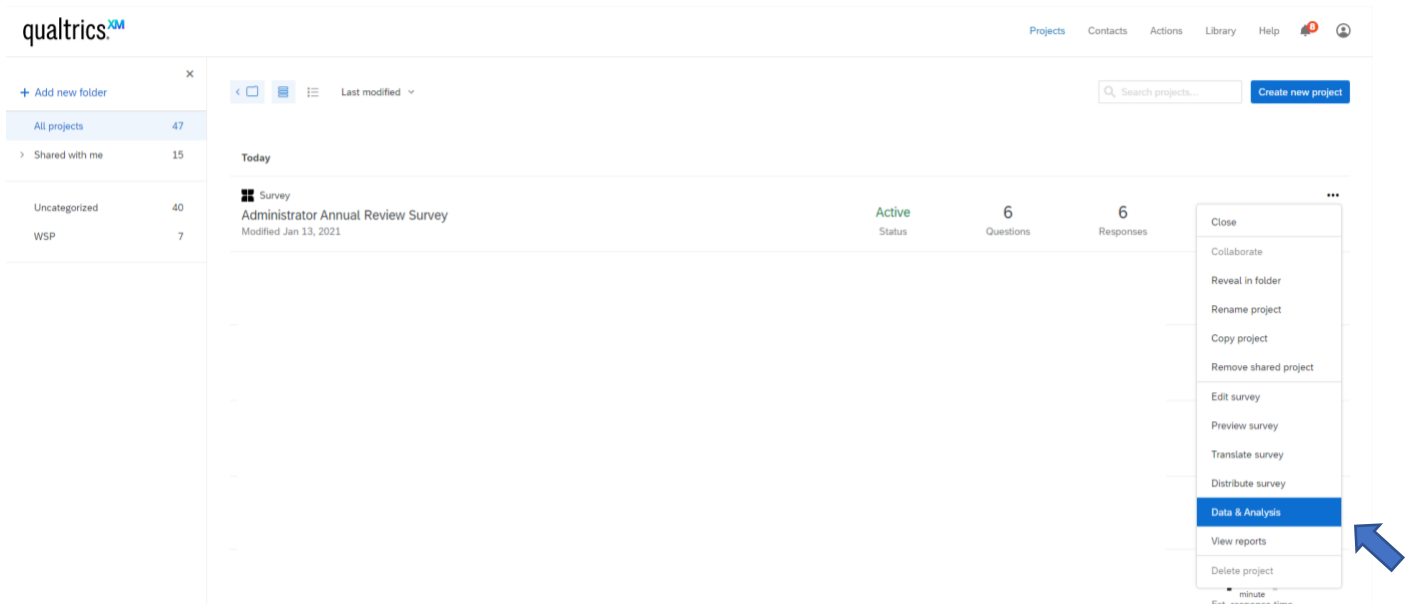 qualtrics.XM
Projects Contacts Actions Library Help 8
+ Add new folder
All projects 47
Shared with me 15
Uncategorized 40
WSP 7
Last modified
Search projects...
Create new project
Today
Survey
Administrator Annual Review Survey
Modified Jan 13, 2021
Active
Status
6
Questions
6
Responses
Close
Collaborate
Reveal in folder
Rename project
Copy project
Remove shared project
Edit survey
Preview survey
Translate survey
Distribute survey
Data & Analysis
View reports
Delete project
minute